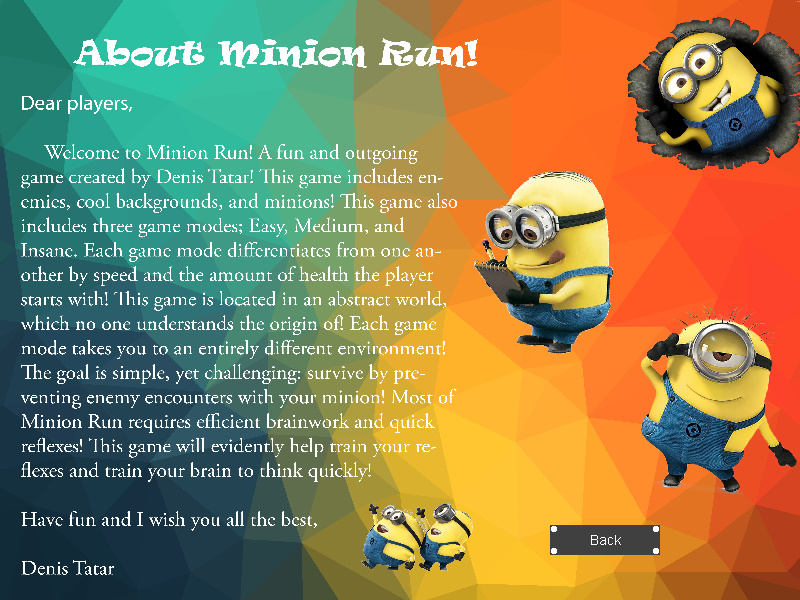 About Minion Run!
Dear players,
Welcome to Minion Run! A fun and outgoing
game created by Denis Tatar! This game includes en-
emies, cool backgrounds, and minions! This game also
includes three game modes; Easy, Medium, and
Insane. Each game mode differentiates from one an-
other by speed and the amount of health the player
starts with! This game is located in an abstract world,
which no one understands the origin of! Each game
mode takes you to an entirely different environment!
The goal is simple, yet challenging: survive by pre-
venting enemy encounters with your minion! Most of
Minion Run requires efficient brainwork and quick
reflexes! This game will evidently help train your re-
flexes and train your brain to think quickly!
Have fun and I wish you all the best,
Denis Tatar
Back